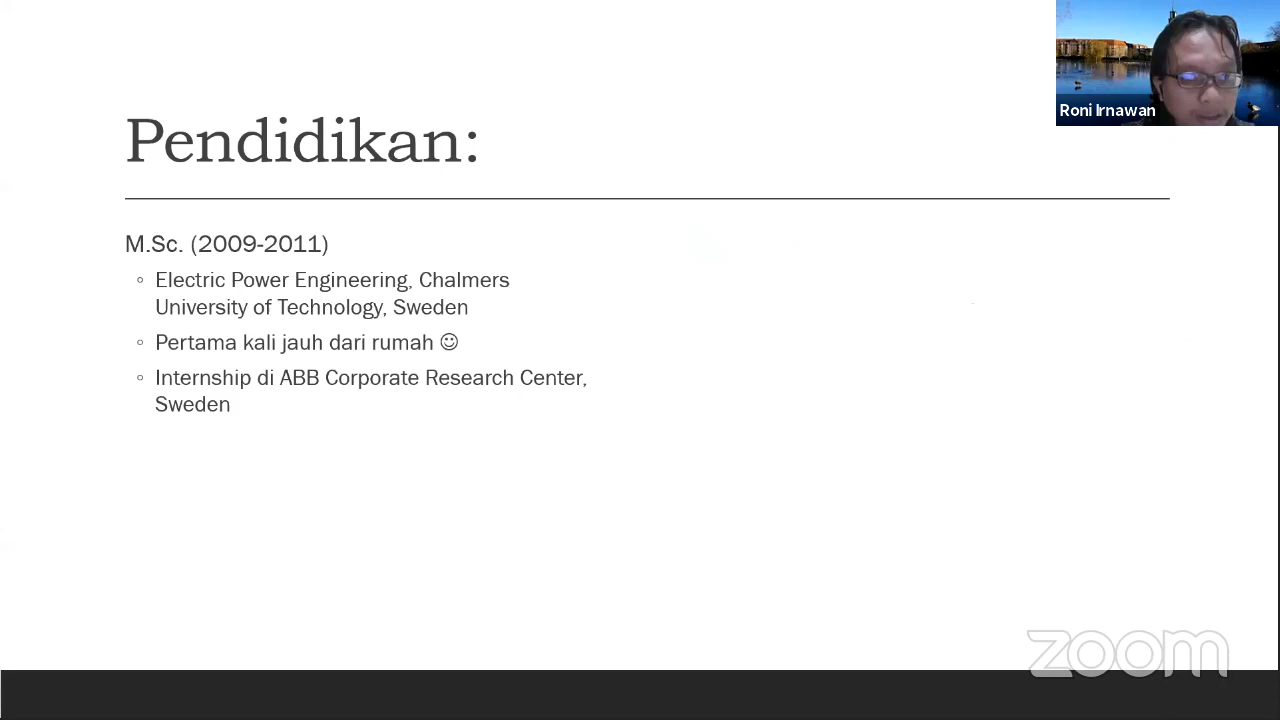 Roni Irnawan
Pendidikan:
M.Sc. (2009-2011)
◦ Electric Power Engineering, Chalmers
University of Technology, Sweden
◦ Pertama kali jauh dari rumah ☺
◦ Internship di ABB Corporate Research Center,
Sweden
zoom